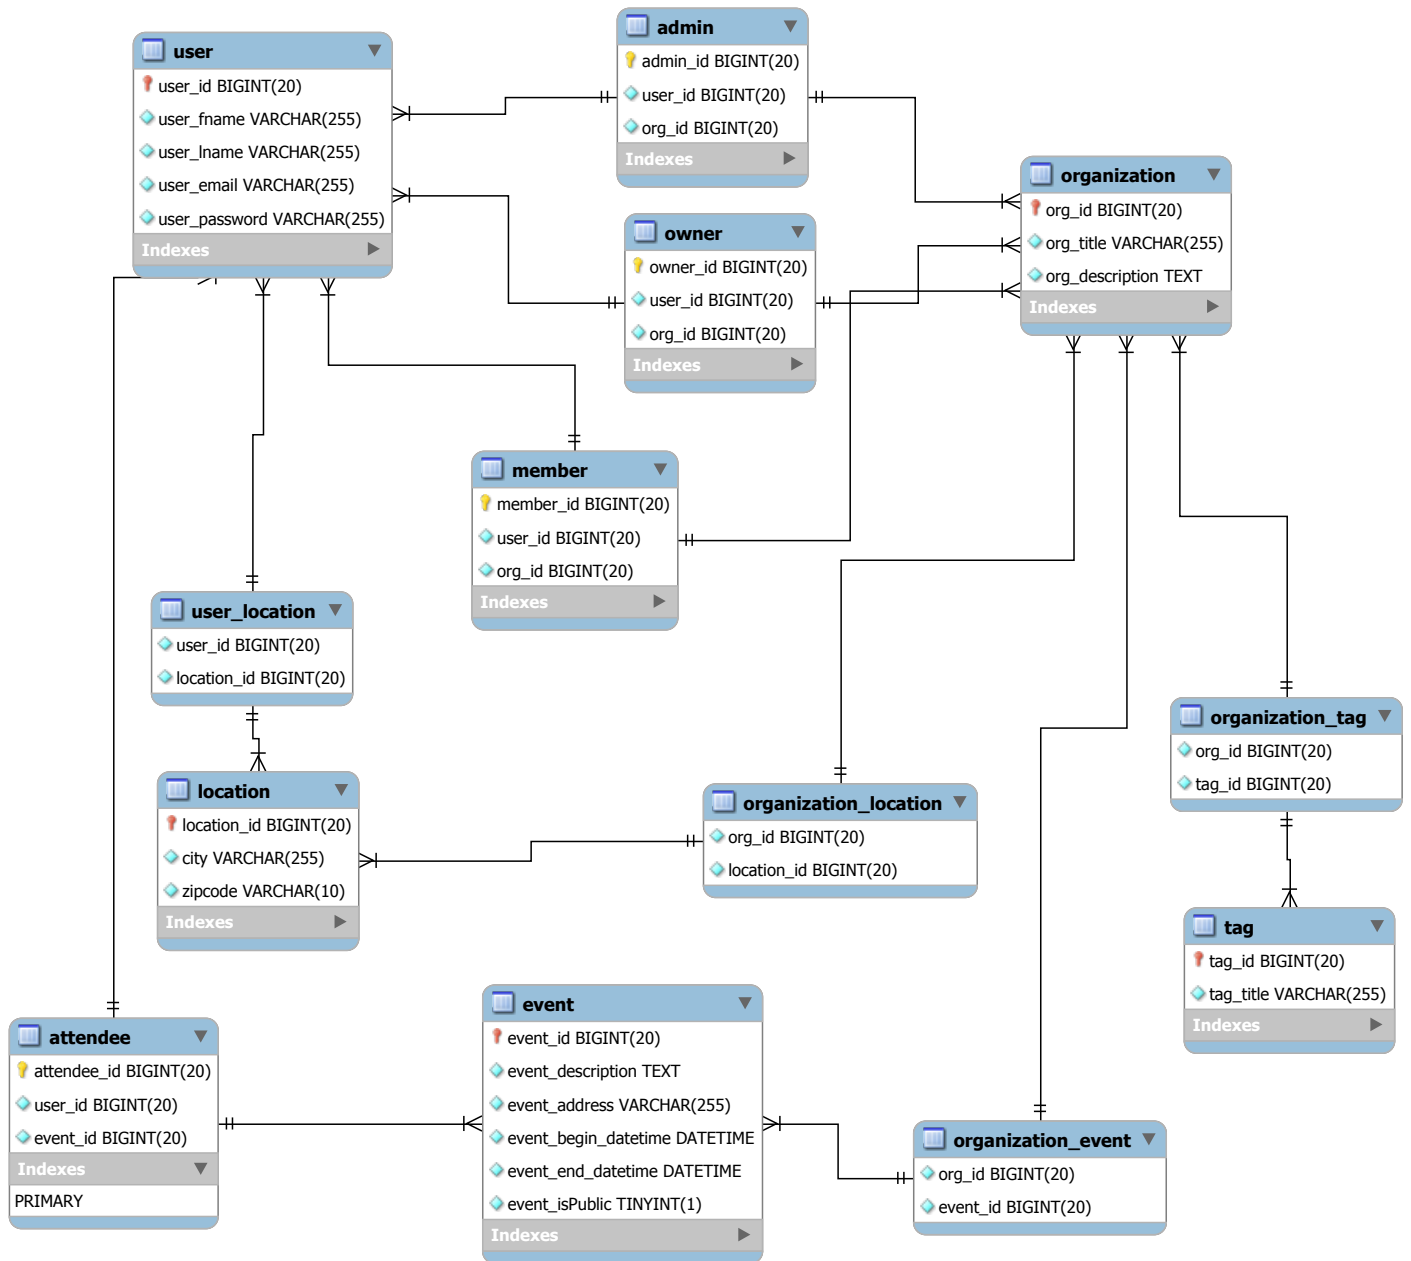 user
user_id BIGINT(20)
user_fname VARCHAR(255)
user_lname VARCHAR(255)
user_email VARCHAR(255)
user_password VARCHAR(255)
Indexes
admin
admin_id BIGINT(20)
user_id BIGINT(20)
org_id BIGINT(20)
Indexes
organization
org_id BIGINT(20)
org_title VARCHAR(255)
org_description TEXT
Indexes
owner
owner_id BIGINT(20)
user_id BIGINT(20)
org_id BIGINT(20)
Indexes
member
member_id BIGINT(20)
user_id BIGINT(20)
org_id BIGINT(20)
Indexes
user_location
user_id BIGINT(20)
location_id BIGINT(20)
location
location_id BIGINT(20)
city VARCHAR(255)
zipcode VARCHAR(10)
Indexes
organization_location
org_id BIGINT(20)
location_id BIGINT(20)
organization_tag
org_id BIGINT(20)
tag_id BIGINT(20)
tag
tag_id BIGINT(20)
tag_title VARCHAR(255)
Indexes
attendee
attendee_id BIGINT(20)
user_id BIGINT(20)
event_id BIGINT(20)
Indexes
PRIMARY
event
event_id BIGINT(20)
event_description TEXT
event_address VARCHAR(255)
event_begin_datetime DATETIME
event_end_datetime DATETIME
event_isPublic TINYINT(1)
Indexes
organization_event
org_id BIGINT(20)
event_id BIGINT(20)